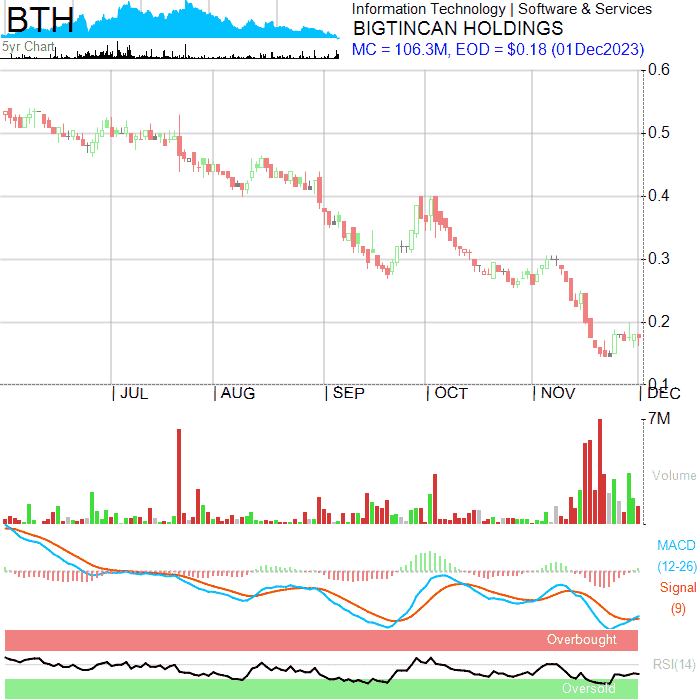 BTH
5yr Chart
Information Technology | Software & Services
BIGTINCAN HOLDINGS
MC = 106.3M, EOD = $0.18 (01Dec2023)
0.6
0.5
0.4
0.3
0.2
0.1
JUL
AUG
SEP
OCT
NOV
DEC
7M
Volume
MACD
(12-26)
Signal
(9)
Overbought
RSI(14)
Oversold